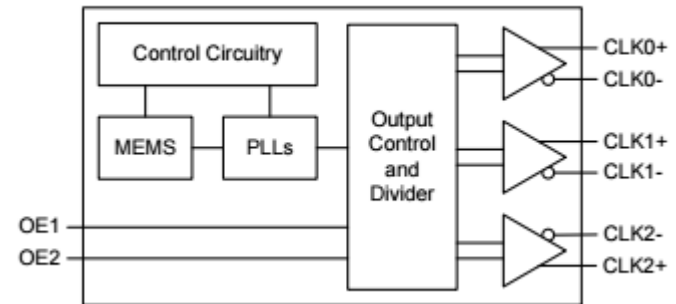 Control Circuitry
MEMS
PLLs
Output
Control
and
Divider
OE1
OE2
CLK0+
CLK0-
CLK1+
CLK1-
CLK2-
CLK2+